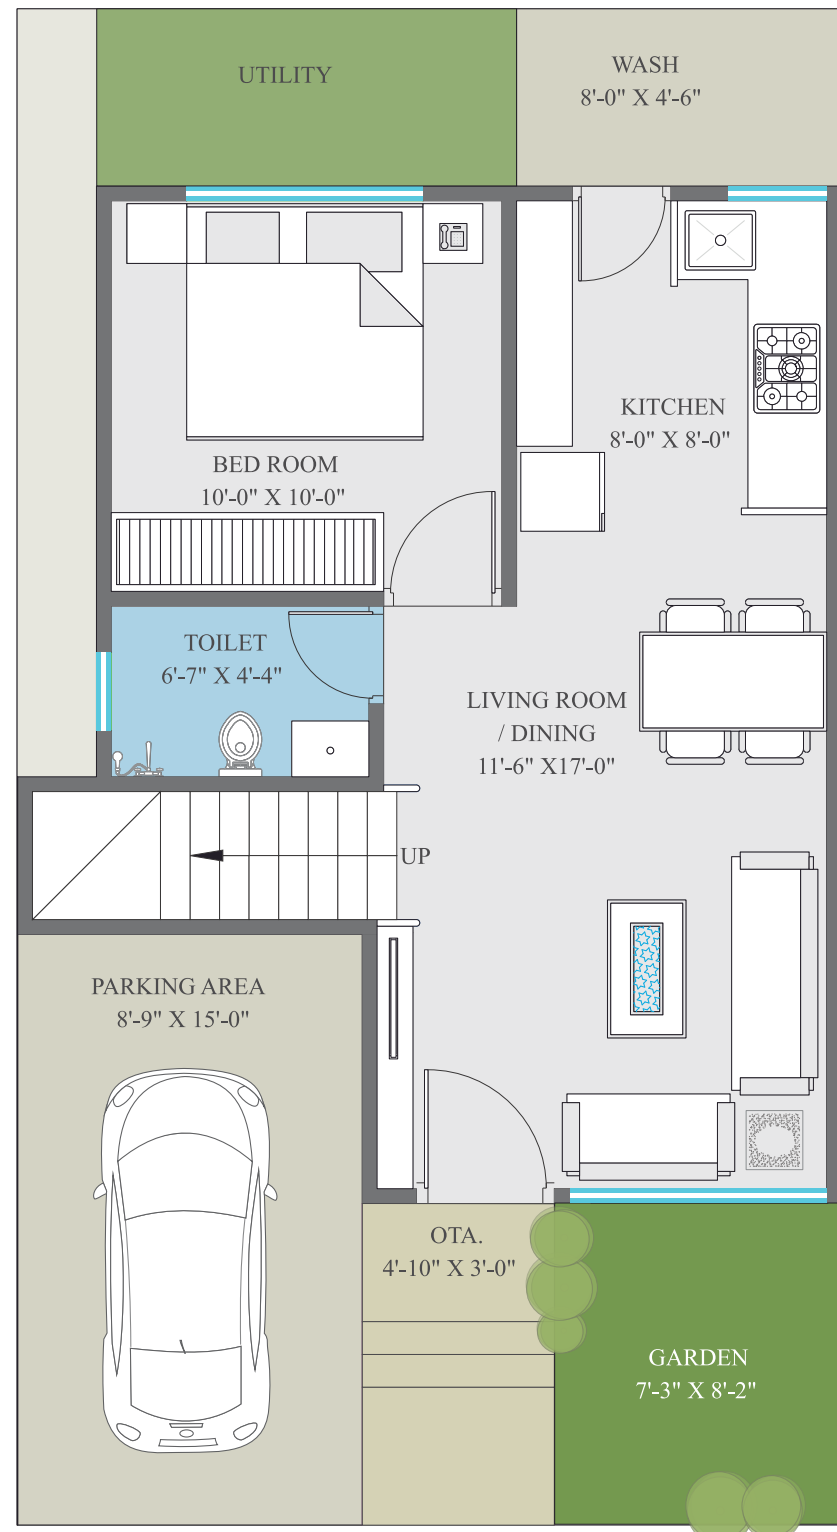 UTILITY
WASH
8'-0" X 4'-6"
KITCHEN
8'-0" X 8'-0"
BED ROOM
10'-0" X 10'-0"
TOILET
6'-7" X 4'-4"
LIVING ROOM
/ DINING
11'-6" X17'-0"
UP
PARKING AREA
8'-9" X 15'-0"
OTA.
4'-10" X 3'-0"
GARDEN
7'-3" X 8'-2"